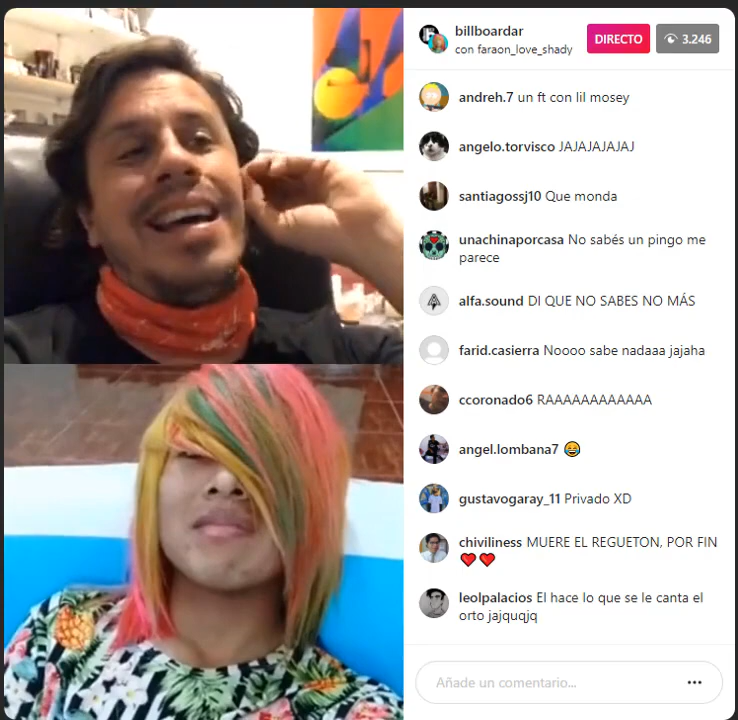 billboardar
con faraon_love_shady
DIRECTO
3.246
andreh.7 un ft con lil mosey
angelo.torvisco JAJAJAJAJAJ
santiagossj10 Que monda
unachinaporcasa No sabés un pingo me
parece
alfa.sound DI QUE NO SABES NO MÁS
farid.casierra Noooo sabe nadaaa jajaha
ccoronado6 RAAAAAAAAAAAA
angel.lombana7 😂
gustavogaray_11 Privado XD
chiviliness MUERE EL REGUETON, POR FIN
❤️❤️
leolpalacios El hace lo que se le canta el
orto jajquqjq
Añade un comentario...